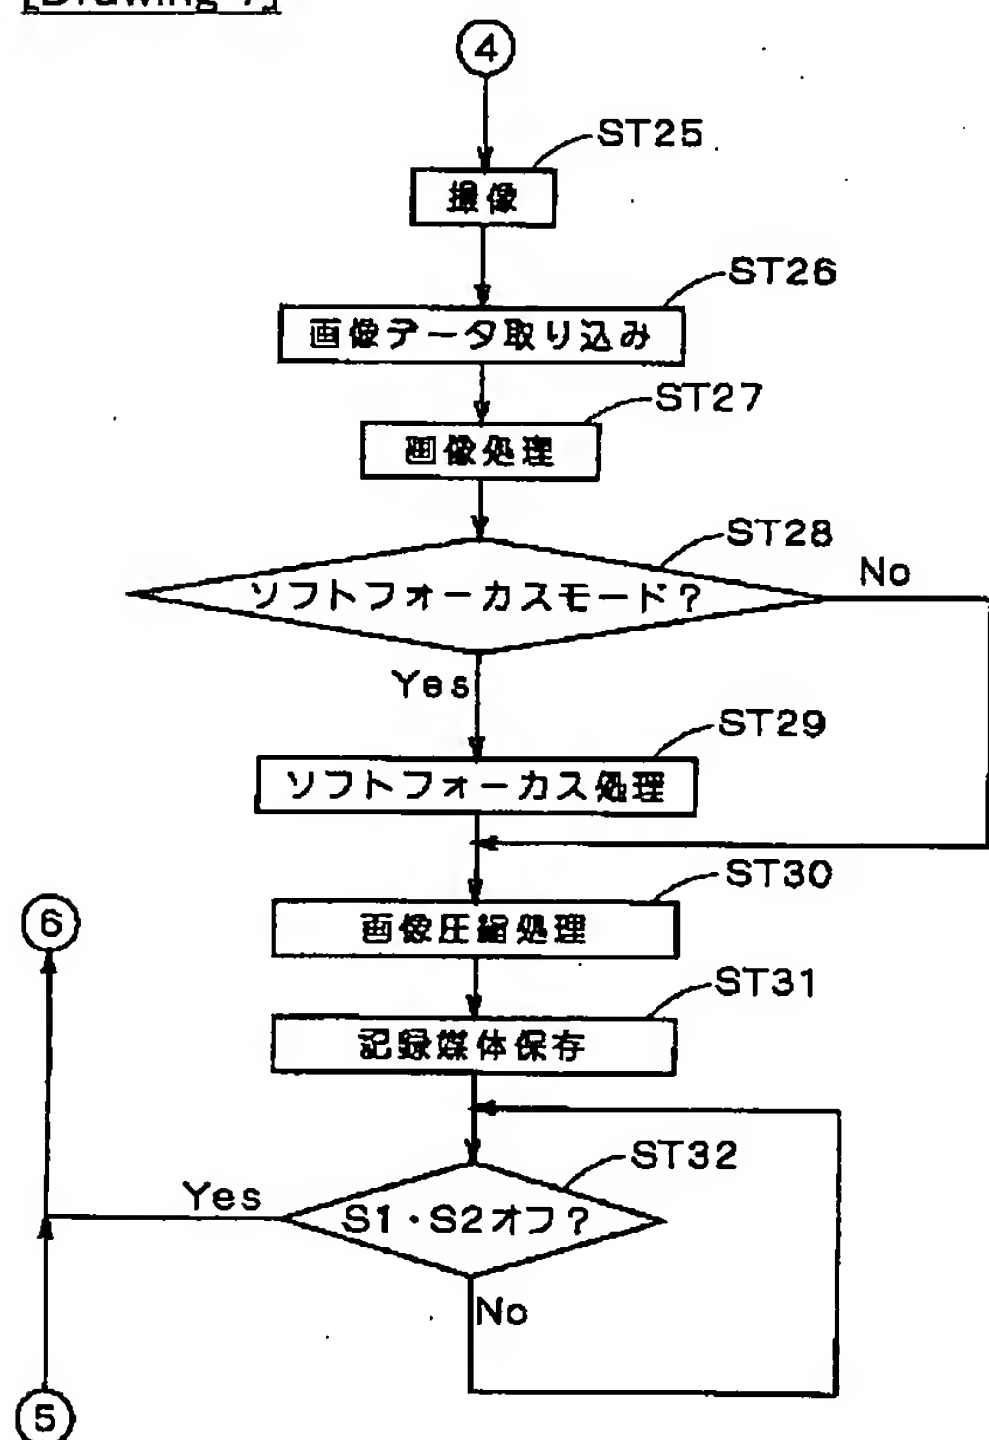 ④
ST25
撮像
ST26
画像データ取り込み
ST27
画像処理
ST28
ソフトフォーカスモード？
No
Yes
ST29
ソフトフォーカス処理
ST30
画像圧縮処理
⑥
ST31
記録媒体保存
ST32
S1・S2オフ？
Yes
No
⑤